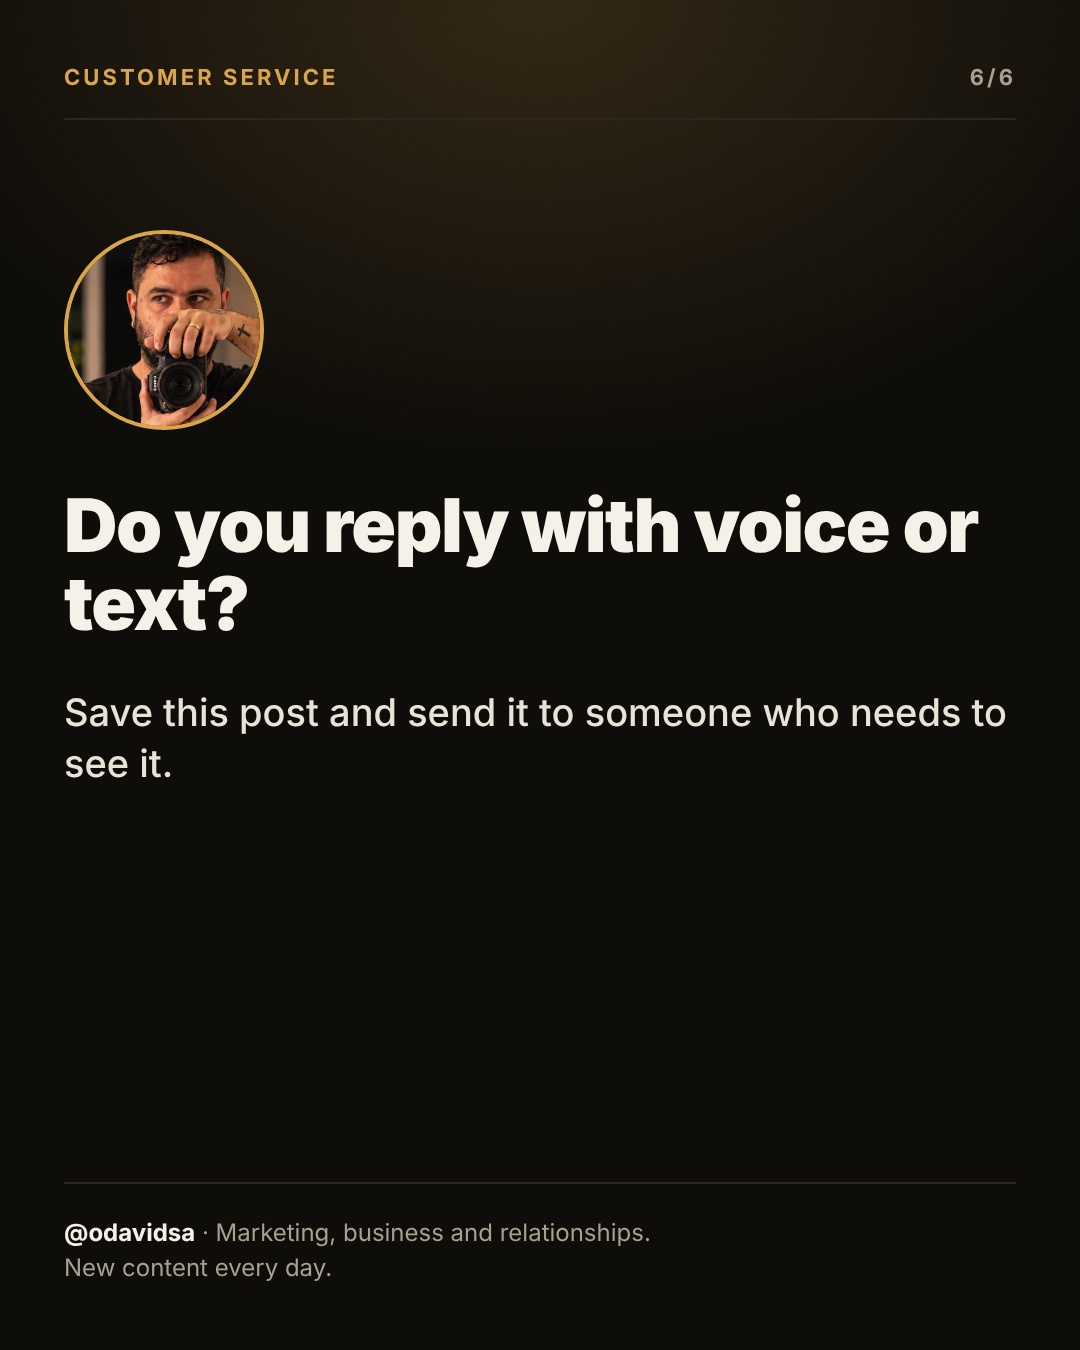 CUSTOMER SERVICE
6/6
Do you reply with voice or
text?
Save this post and send it to someone who needs to
see it.
@odavidsa · Marketing, business and relationships.
New content every day.